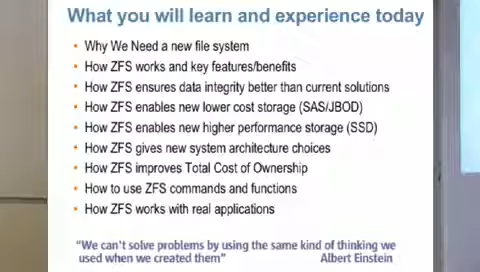 What you will learn and experience today
• Why We Need a new file system
• How ZFS works and key features/benefits
• How ZFS ensures data integrity better than current solutions
• How ZFS enables new lower cost storage (SAS/JBOD)
• How ZFS enables new higher performance storage (SSD)
• How ZFS gives new system architecture choices
• How ZFS improves Total Cost of Ownership
• How to use ZFS commands and functions
• How ZFS works with real applications
“We can't solve problems by using the same kind of thinking we
used when we created them” Albert Einstein